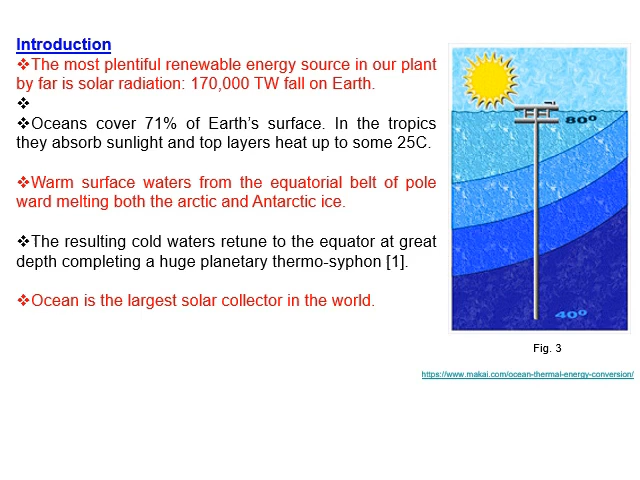 Introduction
❖The most plentiful renewable energy source in our plant
by far is solar radiation: 170,000 TW fall on Earth.
❖
❖Oceans cover 71% of Earth's surface. In the tropics
they absorb sunlight and top layers heat up to some 25C.
❖Warm surface waters from the equatorial belt of pole
ward melting both the arctic and Antarctic ice.
❖The resulting cold waters retune to the equator at great
depth completing a huge planetary thermo-syphon [1].
❖Ocean is the largest solar collector in the world.
80º
40º
Fig. 3
https://www.makai.com/ocean-thermal-energy-conversion/